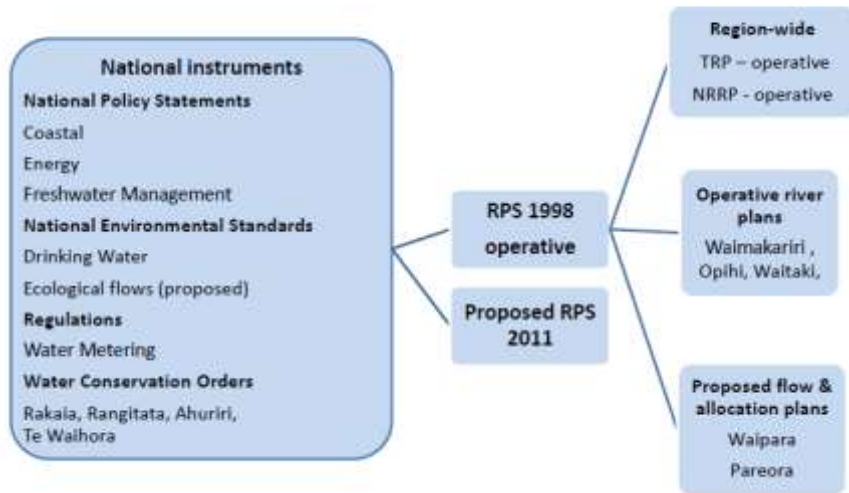 National instruments
National Policy Statements
Coastal
Energy
Freshwater Management
National Environmental Standards
Drinking Water
Ecological flows (proposed)
Regulations
Water Metering
Water Conservation Orders
Rakaia, Rangitata, Ahuriri,
Te Waihora
RPS 1998
operative
Proposed RPS
2011
Region-wide
TRP – operative
NRRP - operative
Operative river
plans
Waimakariri ,
Opihi, Waitaki,
Proposed flow &
allocation plans
Waipara
Pareora